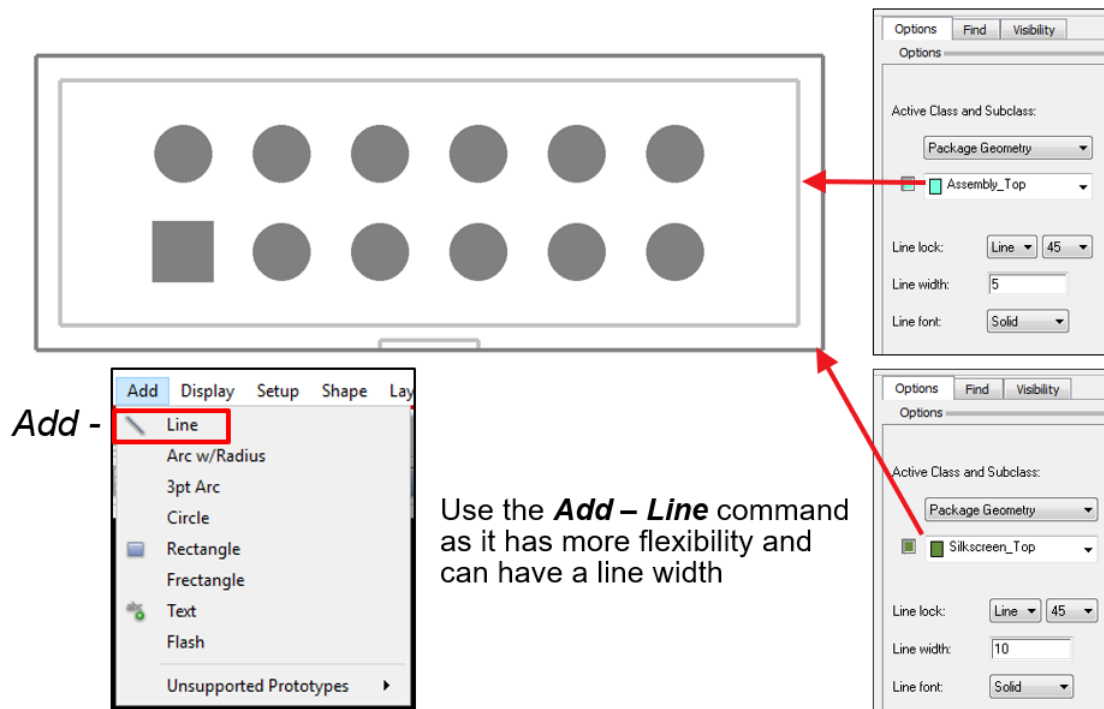 Options Find Visibility
Options
Active Class and Subclass:
Package Geometry
Assembly_Top
Line lock: Line 45
Line width: 5
Line font: Solid
Add Display Setup Shape Lay
Add -
Line
Arc w/Radius
3pt Arc
Circle
Rectangle
Frectangle
abc Text
Flash
Unsupported Prototypes
Use the Add – Line command
as it has more flexibility and
can have a line width
Options Find Visibility
Options
Active Class and Subclass:
Package Geometry
Silkscreen_Top
Line lock: Line 45
Line width: 10
Line font: Solid